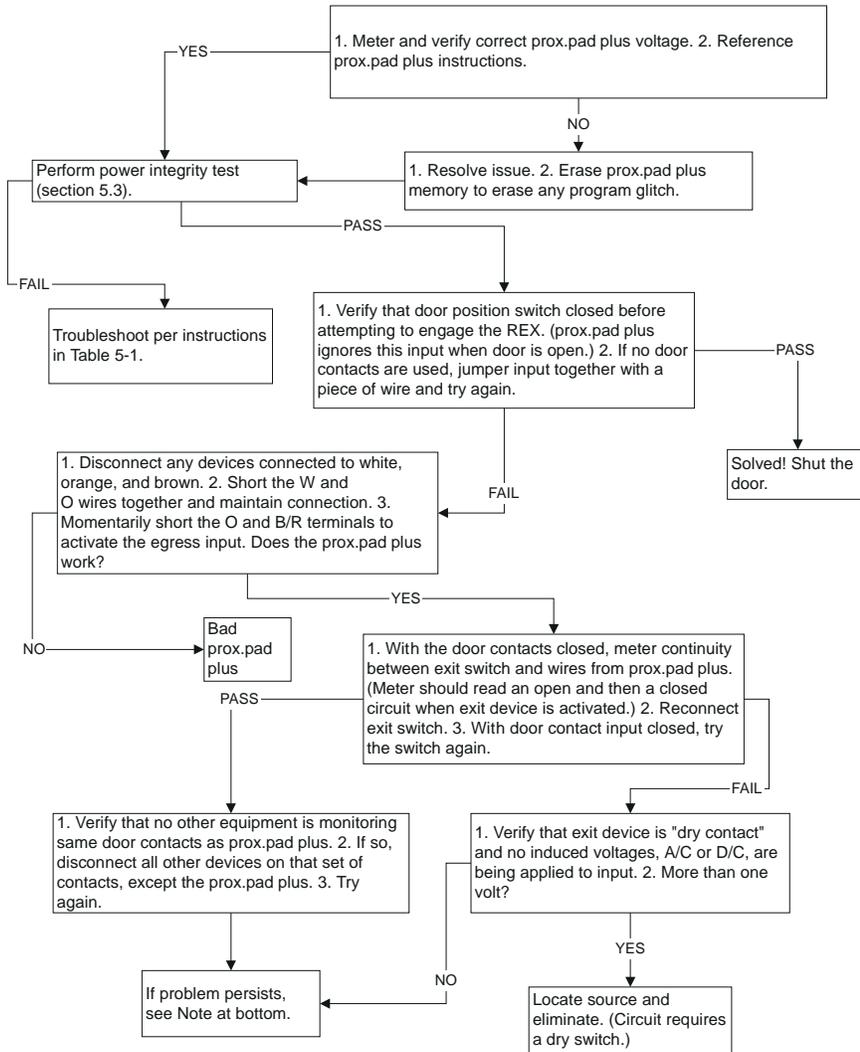 1. Meter and verify correct prox.pad plus voltage. 2. Reference
prox.pad plus instructions.
YES
NO
Perform power integrity test
(section 5.3).
1. Resolve issue. 2. Erase prox.pad plus
memory to erase any program glitch.
PASS
FAIL
Troubleshoot per instructions
in Table 5-1.
1. Verify that door position switch closed before
attempting to engage the REX. (prox.pad plus
ignores this input when door is open.) 2. If no door
contacts are used, jumper input together with a
piece of wire and try again.
PASS
Solved! Shut the
door.
FAIL
1. Disconnect any devices connected to white,
orange, and brown. 2. Short the W and
O wires together and maintain connection. 3.
Momentarily short the O and B/R terminals to
activate the egress input. Does the prox.pad plus
work?
YES
NO
Bad
prox.pad
plus
1. With the door contacts closed, meter continuity
between exit switch and wires from prox.pad plus.
(Meter should read an open and then a closed
circuit when exit device is activated.) 2. Reconnect
exit switch. 3. With door contact input closed, try
the switch again.
PASS
FAIL
1. Verify that no other equipment is monitoring
same door contacts as prox.pad plus. 2. If so,
disconnect all other devices on that set of
contacts, except the prox.pad plus. 3. Try
again.
1. Verify that exit device is "dry contact"
and no induced voltages, A/C or D/C, are
being applied to input. 2. More than one
volt?
YES
NO
If problem persists,
see Note at bottom.
Locate source and
eliminate. (Circuit requires
a dry switch.)